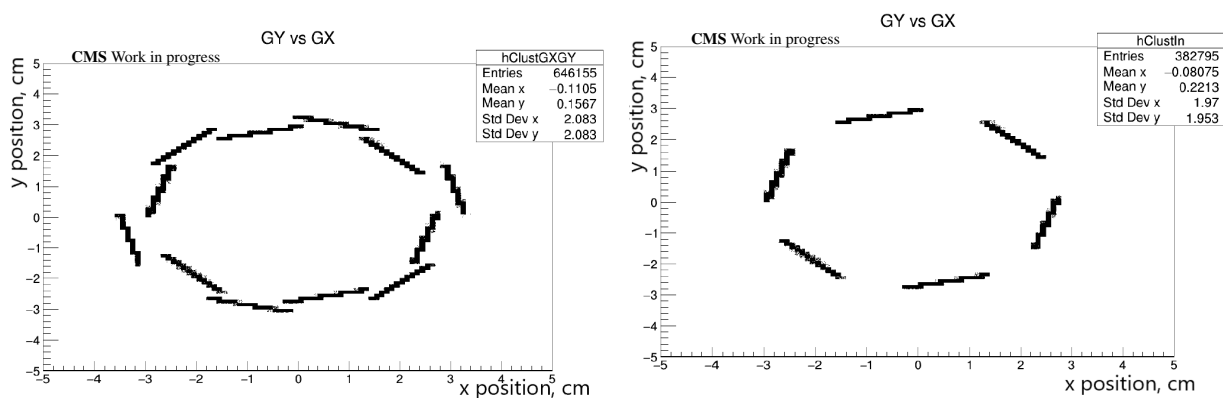 GY vs GX
CMS Work in progress
hClustGXGY
Entries 646155
Mean x −0.1105
Mean y 0.1567
Std Dev x 2.083
Std Dev y 2.083
y position, cm
5
4
3
2
1
0
−1
−2
−3
−4
−5
−5 −4 −3 −2 −1 0 1 2 3 4 5
x position, cm
GY vs GX
CMS Work in progress
hClustIn
Entries 382795
Mean x −0.08075
Mean y 0.2213
Std Dev x 1.97
Std Dev y 1.953
y position, cm
5
4
3
2
1
0
−1
−2
−3
−4
−5
−5 −4 −3 −2 −1 0 1 2 3 4 5
x position, cm